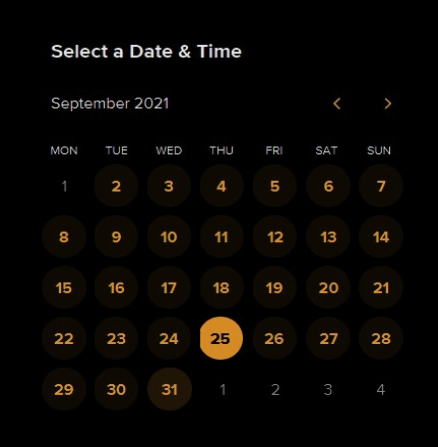 Select a Date & Time
September 2021
MON TUE WED THU FRI SAT SUN
1 2 3 4 5 6 7
8 9 10 11 12 13 14
15 16 17 18 19 20 21
22 23 24 25 26 27 28
29 30 31 1 2 3 4